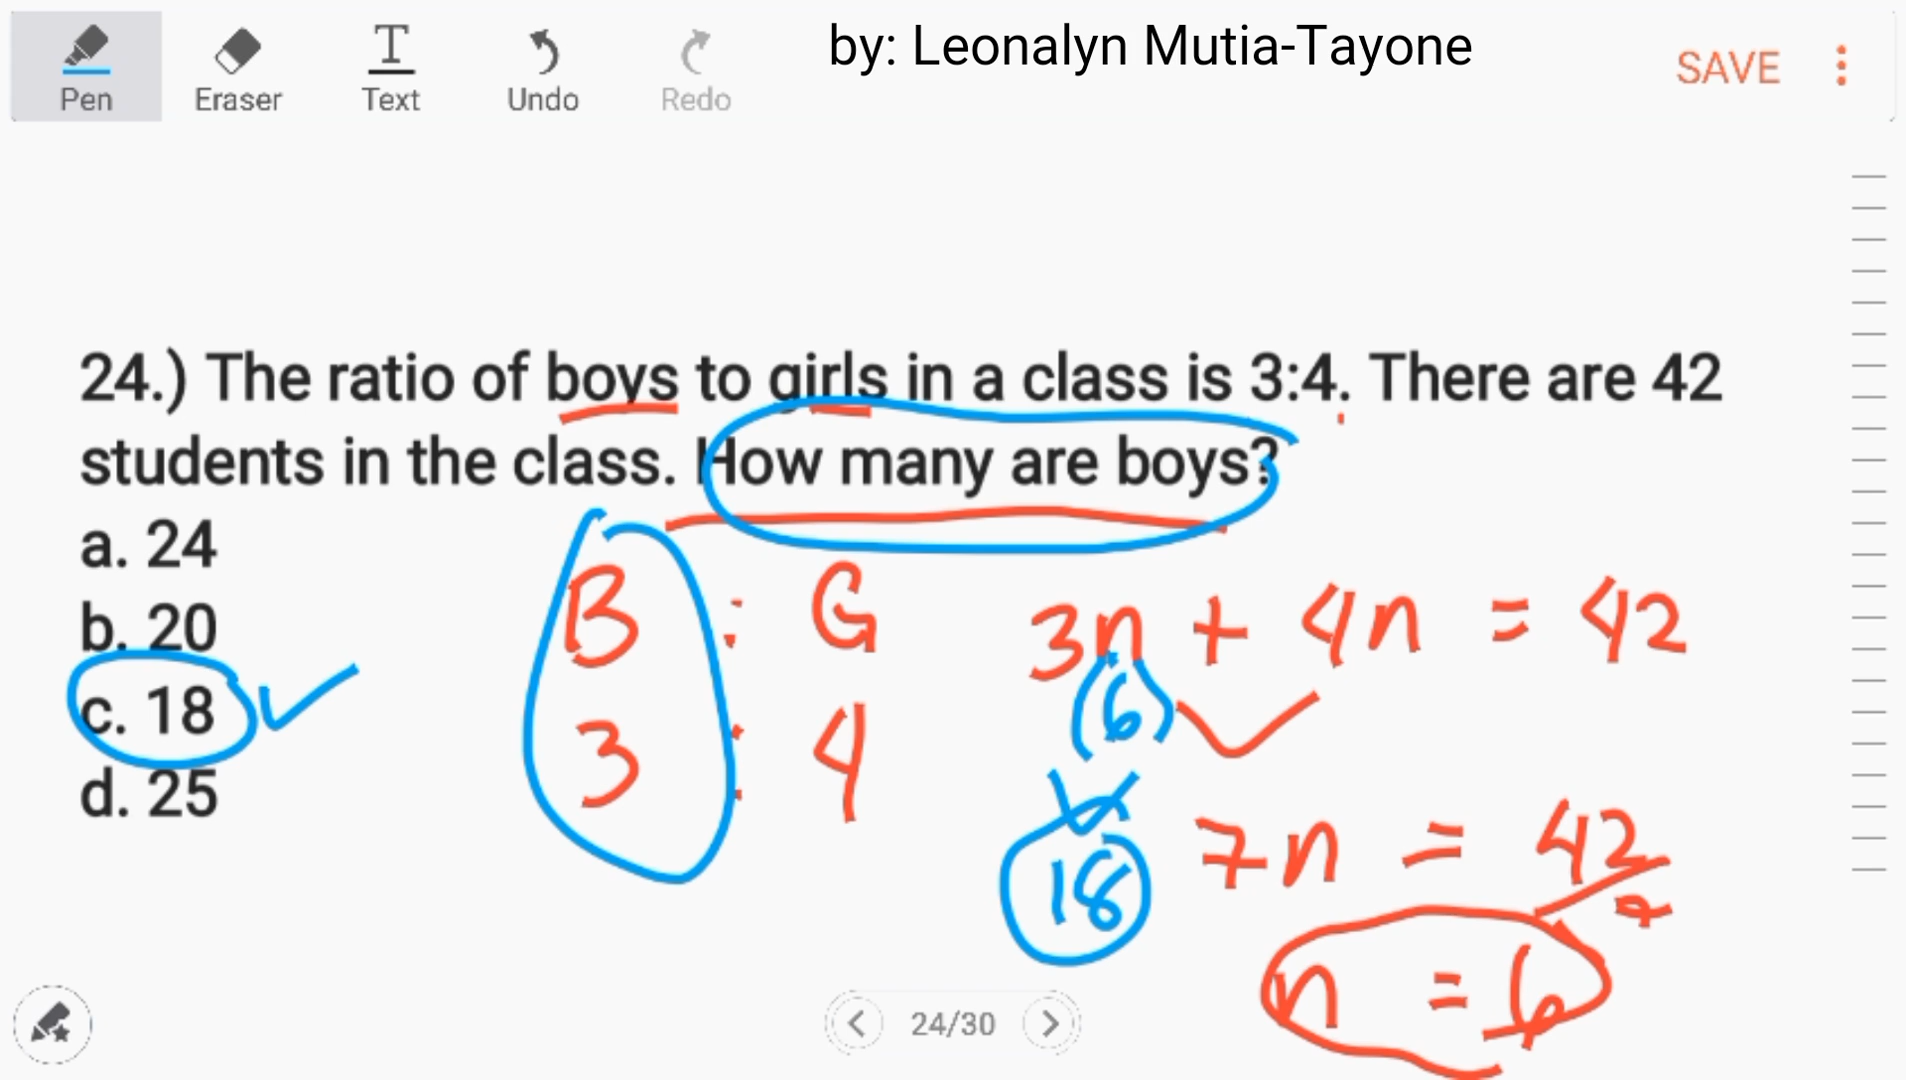 by: Leonalyn Mutia-Tayone
Pen Eraser Text Undo Redo SAVE
24.) The ratio of boys to girls in a class is 3:4. There are 42
students in the class. How many are boys?
a. 24
b. 20
c. 18
d. 25
B : G
3 : 4
3n + 4n = 42
(6)
18
7n = 42
7
n = 6
24/30